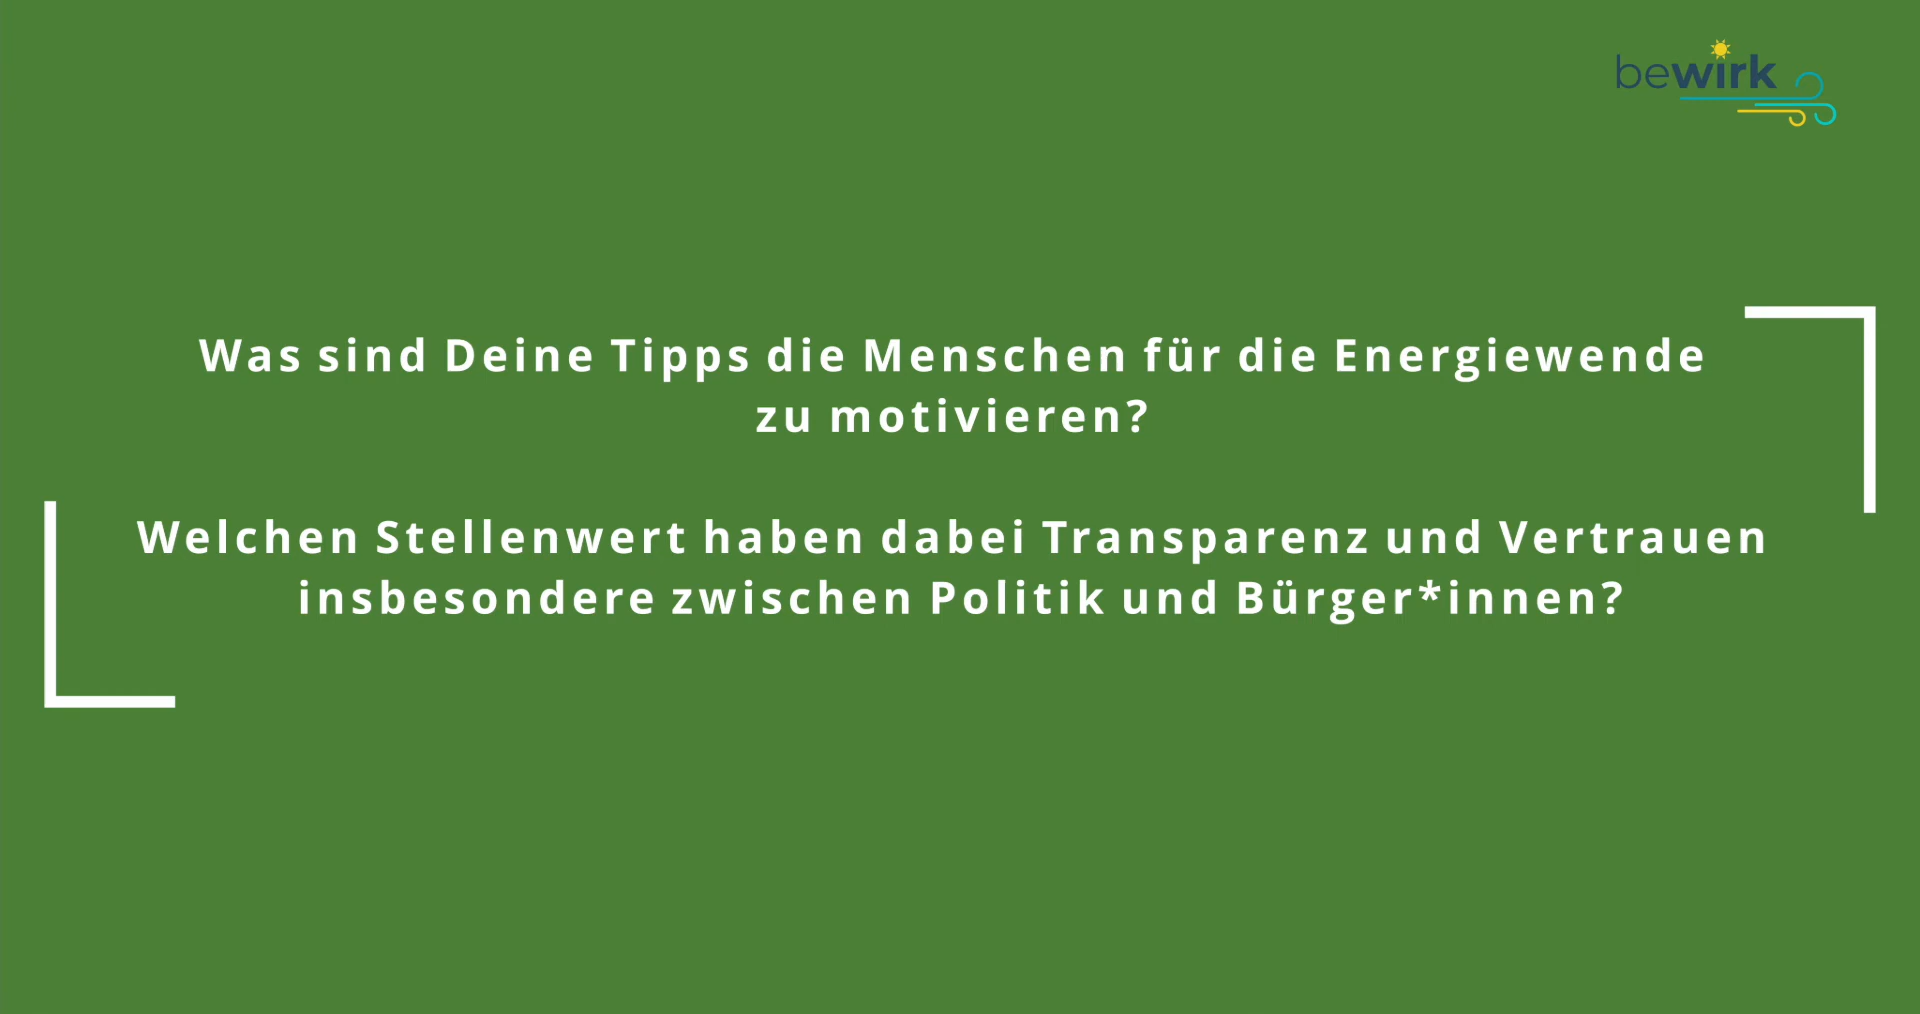 bewirk
Was sind Deine Tipps die Menschen für die Energiewende
zu motivieren?
Welchen Stellenwert haben dabei Transparenz und Vertrauen
insbesondere zwischen Politik und Bürger*innen?